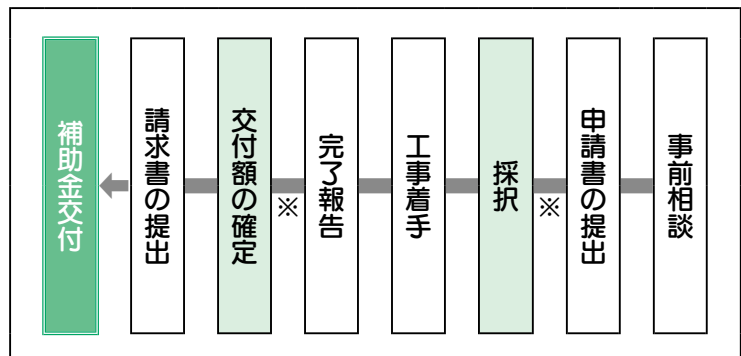 事前相談
申請書の提出
※
採択
工事着手
完了報告
※
交付額の確定
請求書の提出
補助金交付